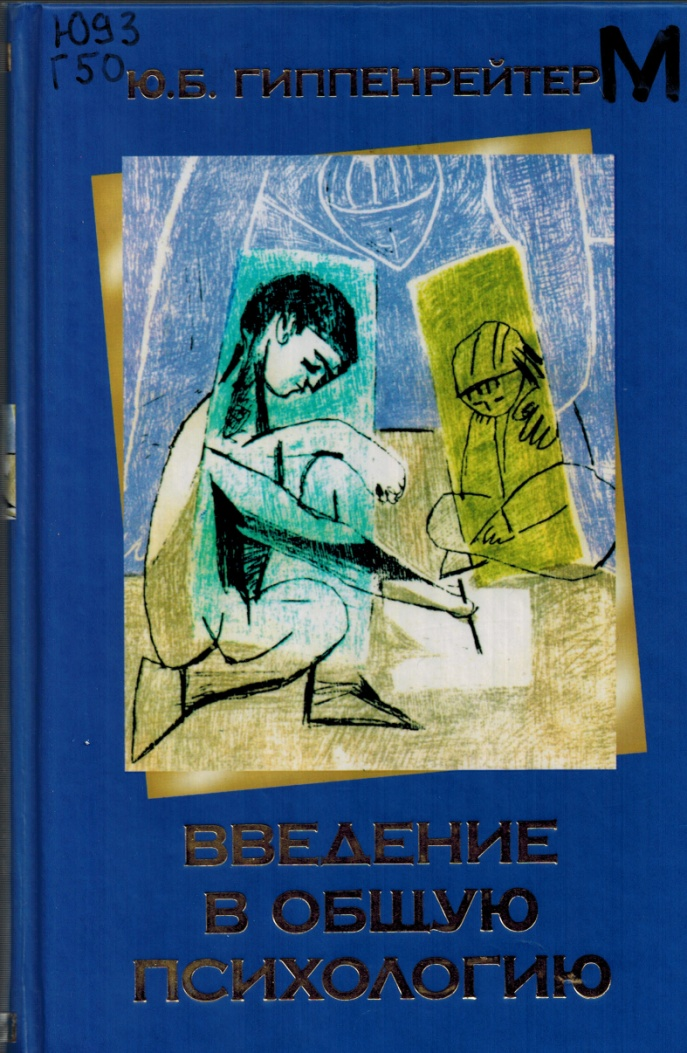 Ю93
Г50
Ю.Б. ГИППЕНРЕЙТЕР
М
ВВЕДЕНИЕ
В ОБЩУЮ
ПСИХОЛОГИЮ